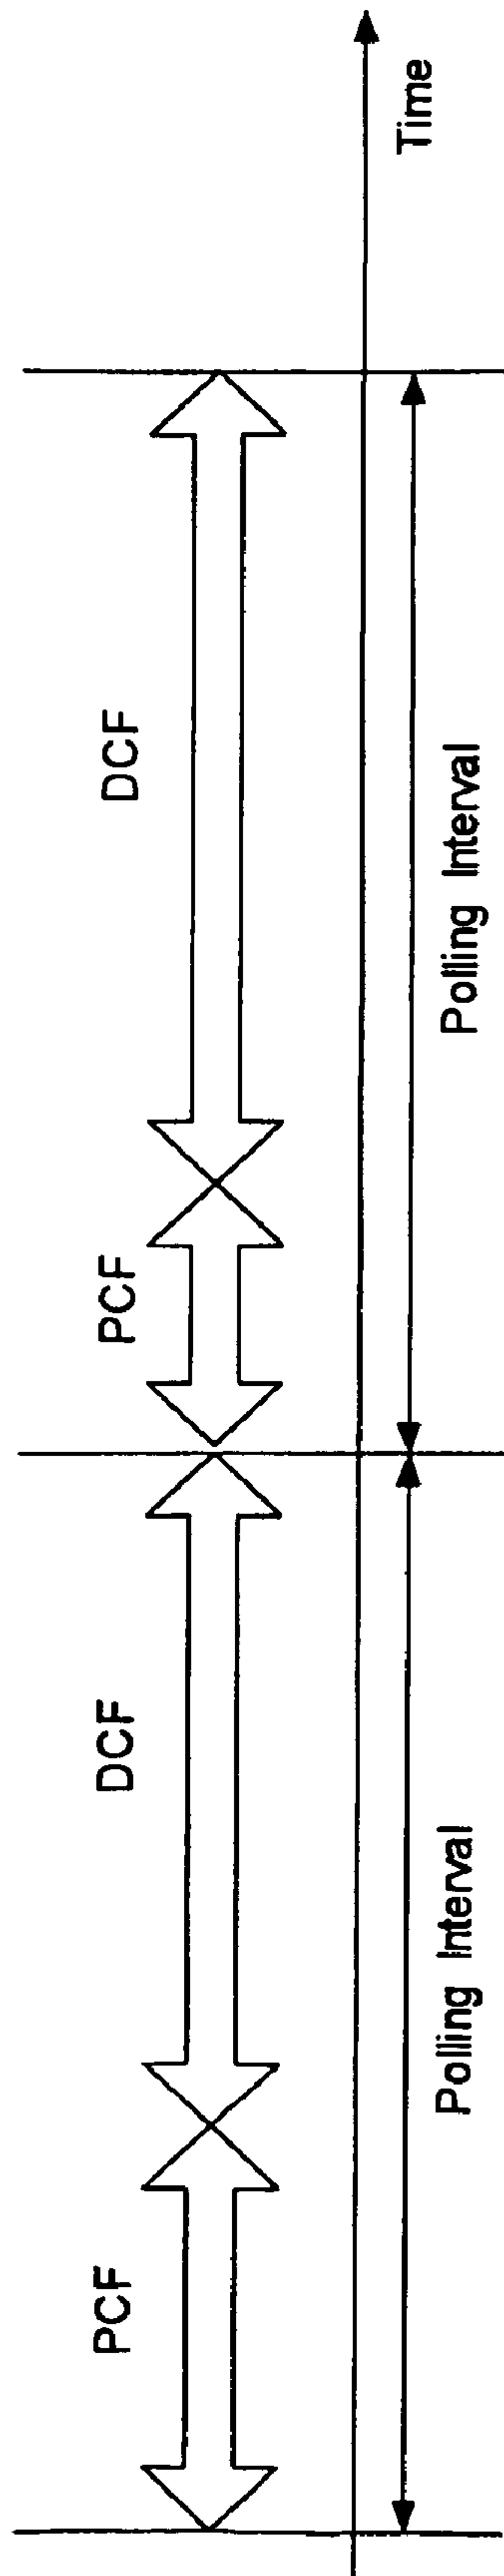 PCF
DCF
PCF
DCF
Polling Interval
Polling Interval
Time